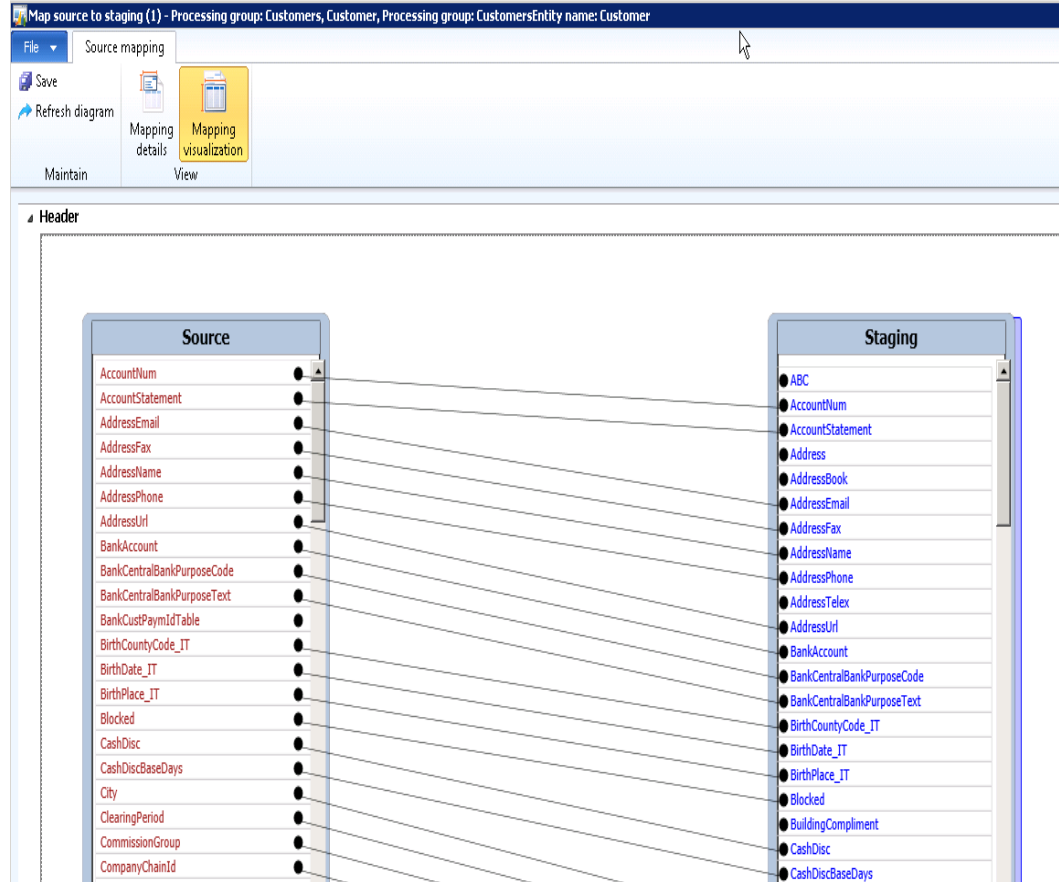 Map source to staging (1) - Processing group: Customers, Customer, Processing group: CustomersEntity name: Customer
File
Source mapping
Save
Refresh diagram
Mapping details
Mapping visualization
Maintain
View
Header
Source
AccountNum
AccountStatement
AddressEmail
AddressFax
AddressName
AddressPhone
AddressUrl
BankAccount
BankCentralBankPurposeCode
BankCentralBankPurposeText
BankCustPaymIdTable
BirthCountyCode_IT
BirthDate_IT
BirthPlace_IT
Blocked
CashDisc
CashDiscBaseDays
City
ClearingPeriod
CommissionGroup
CompanyChainId
Staging
ABC
AccountNum
AccountStatement
Address
AddressBook
AddressEmail
AddressFax
AddressName
AddressPhone
AddressTelex
AddressUrl
BankAccount
BankCentralBankPurposeCode
BankCentralBankPurposeText
BirthCountyCode_IT
BirthDate_IT
BirthPlace_IT
Blocked
BuildingCompliment
CashDisc
CashDiscBaseDays